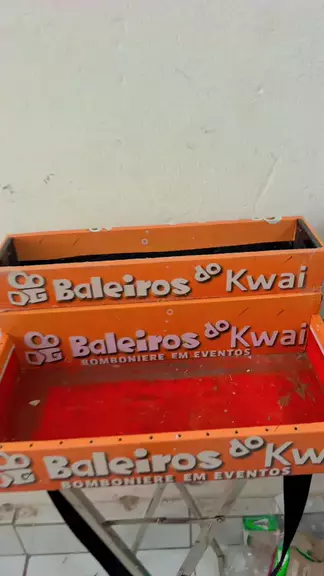 Baleiros do Kwai
Baleiros do Kwai
BOMBONIERE EM EVENTOS
Baleiros do Kw
BOMBONIERE EM EVENTOS